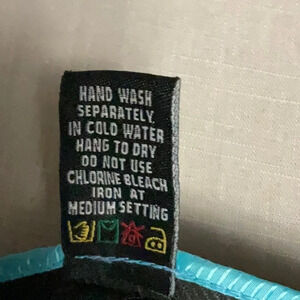 HAND WASH
SEPARATELY.
IN COLD WATER
HANG TO DRY
DO NOT USE
CHLORINE BLEACH
IRON AT
MEDIUM SETTING